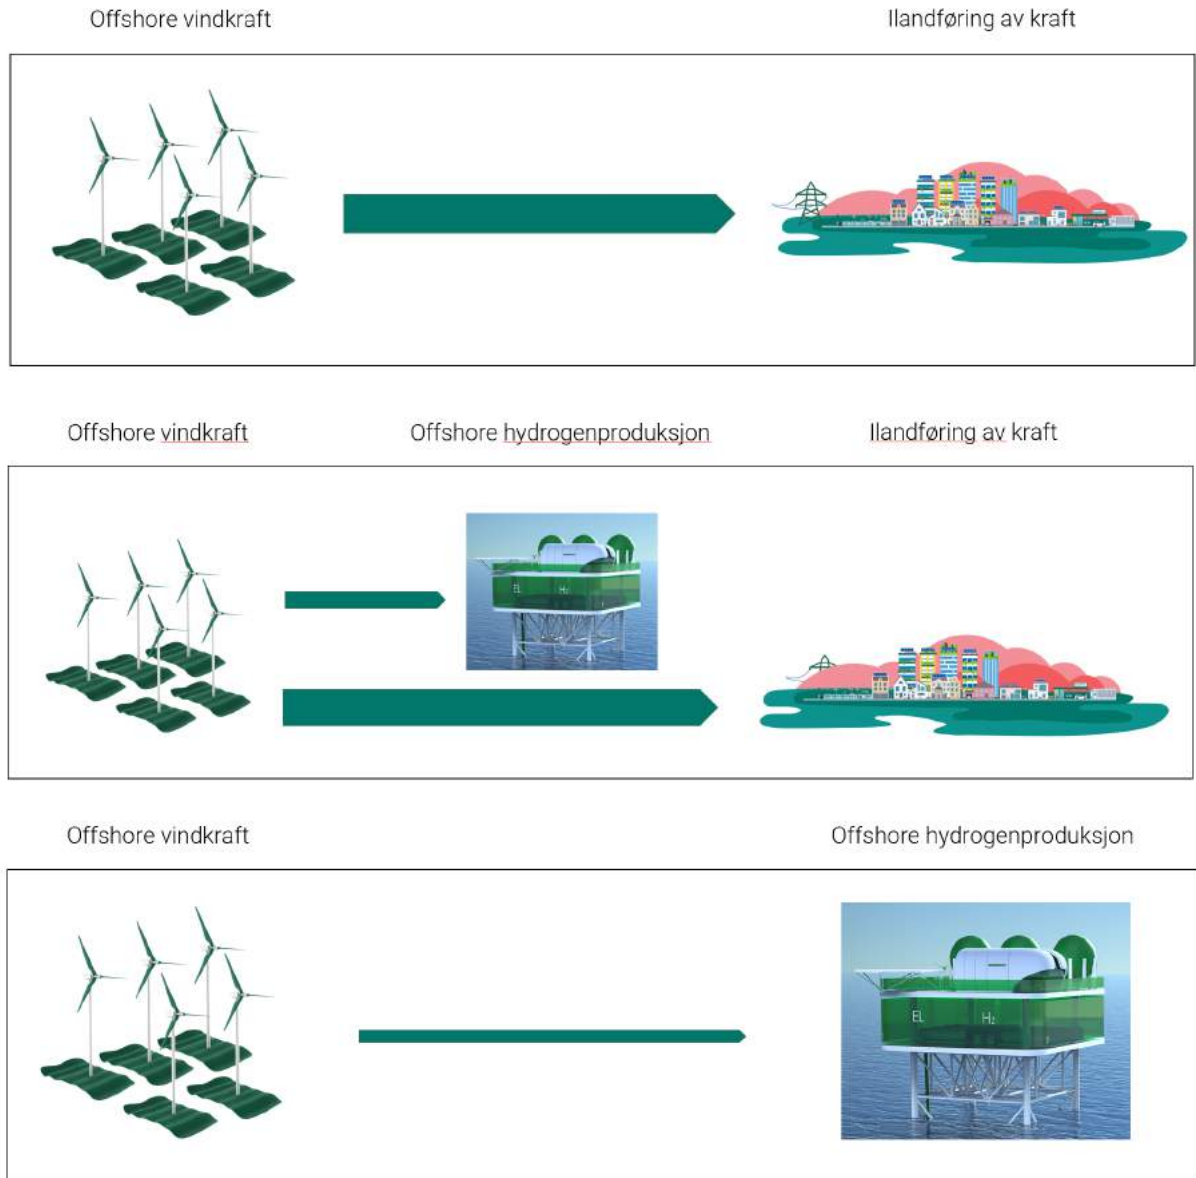 Offshore vindkraft
Ilandføring av kraft
Offshore vindkraft
Offshore hydrogenproduksjon
Ilandføring av kraft
EL
H₂
Offshore vindkraft
Offshore hydrogenproduksjon
EL
H₂